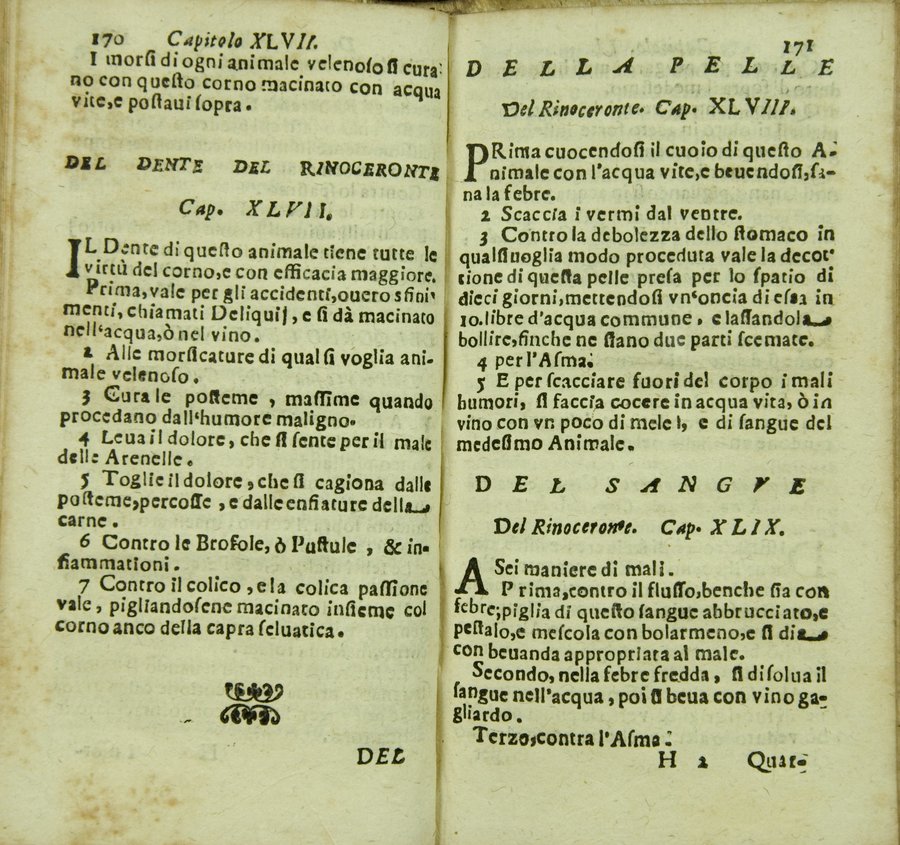 170 Capitolo XLVII.
I morſi di ogni animale velenoſo ſi cura
no con queſto corno macinato con acqua
vite,e poſtaui ſopra.
DEL DENTE DEL RINOCERONTE
Cap. XLVII.
IL Dente di queſto animale tiene tutte le
virtù del corno,e con efficacia maggiore.
Prima,vale per gli accidenti,ouero sfini
menti, chiamati Deliquij, e ſi dà macinato
nell'acqua,ò nel vino.
2 Alle morſicature di qual ſi voglia ani-
male velenoſo.
3 Cura le poſteme , maſſime quando
procedano dall'humore maligno.
4 Leua il dolore, che ſi ſente per il male
delle Arenelle.
5 Toglie il dolore ,che ſi cagiona dalle
poſteme,percoſſe , e dalle enfiature della
carne.
6 Contro le Broſole, ò Puſtule , & in-
fiammationi.
7 Contro il colico , e la colica paſſione
vale , pigliandoſene macinato inſieme col
corno anco della capra ſeluatica.
DEL
171
DELLA PELLE
Del Rinoceronte. Cap. XLVIII.
PRima cuocendoſi il cuoio di queſto A-
nimale con l'acqua vite,e beuendoſi,ſa-
na la febre.
2 Scaccia i vermi dal ventre.
3 Contro la debolezza dello ſtomaco in
qualſiuoglia modo proceduta vale la decot
tione di queſta pelle preſa per lo ſpatio di
dieci giorni,mettendoſi vn'oncia di eſſa in
10.libre d'acqua commune , e laſſandola
bollire,finche ne ſiano due parti ſcemate.
4 per l'Aſma.
5 E per ſcacciare fuori del corpo i mali
humori, ſi faccia cocere in acqua vita, ò in
vino con vn poco di mele l, e di ſangue del
medeſimo Animale.
DEL SANGVE
Del Rinoceronte. Cap. XLIX.
A Sei maniere di mali.
Prima,contro il fluſſo,benche ſia con
febre;piglia di queſto ſangue abbrucciato,e
peſtalo,e meſcola con bolarmeno,e ſi dia
con beuanda appropriata al male.
Secondo, nella febre fredda , ſi diſolua il
ſangue nell'acqua , poi ſi beua con vino ga-
gliardo.
Terzo,contra l'Aſma.
H 2 Quar-